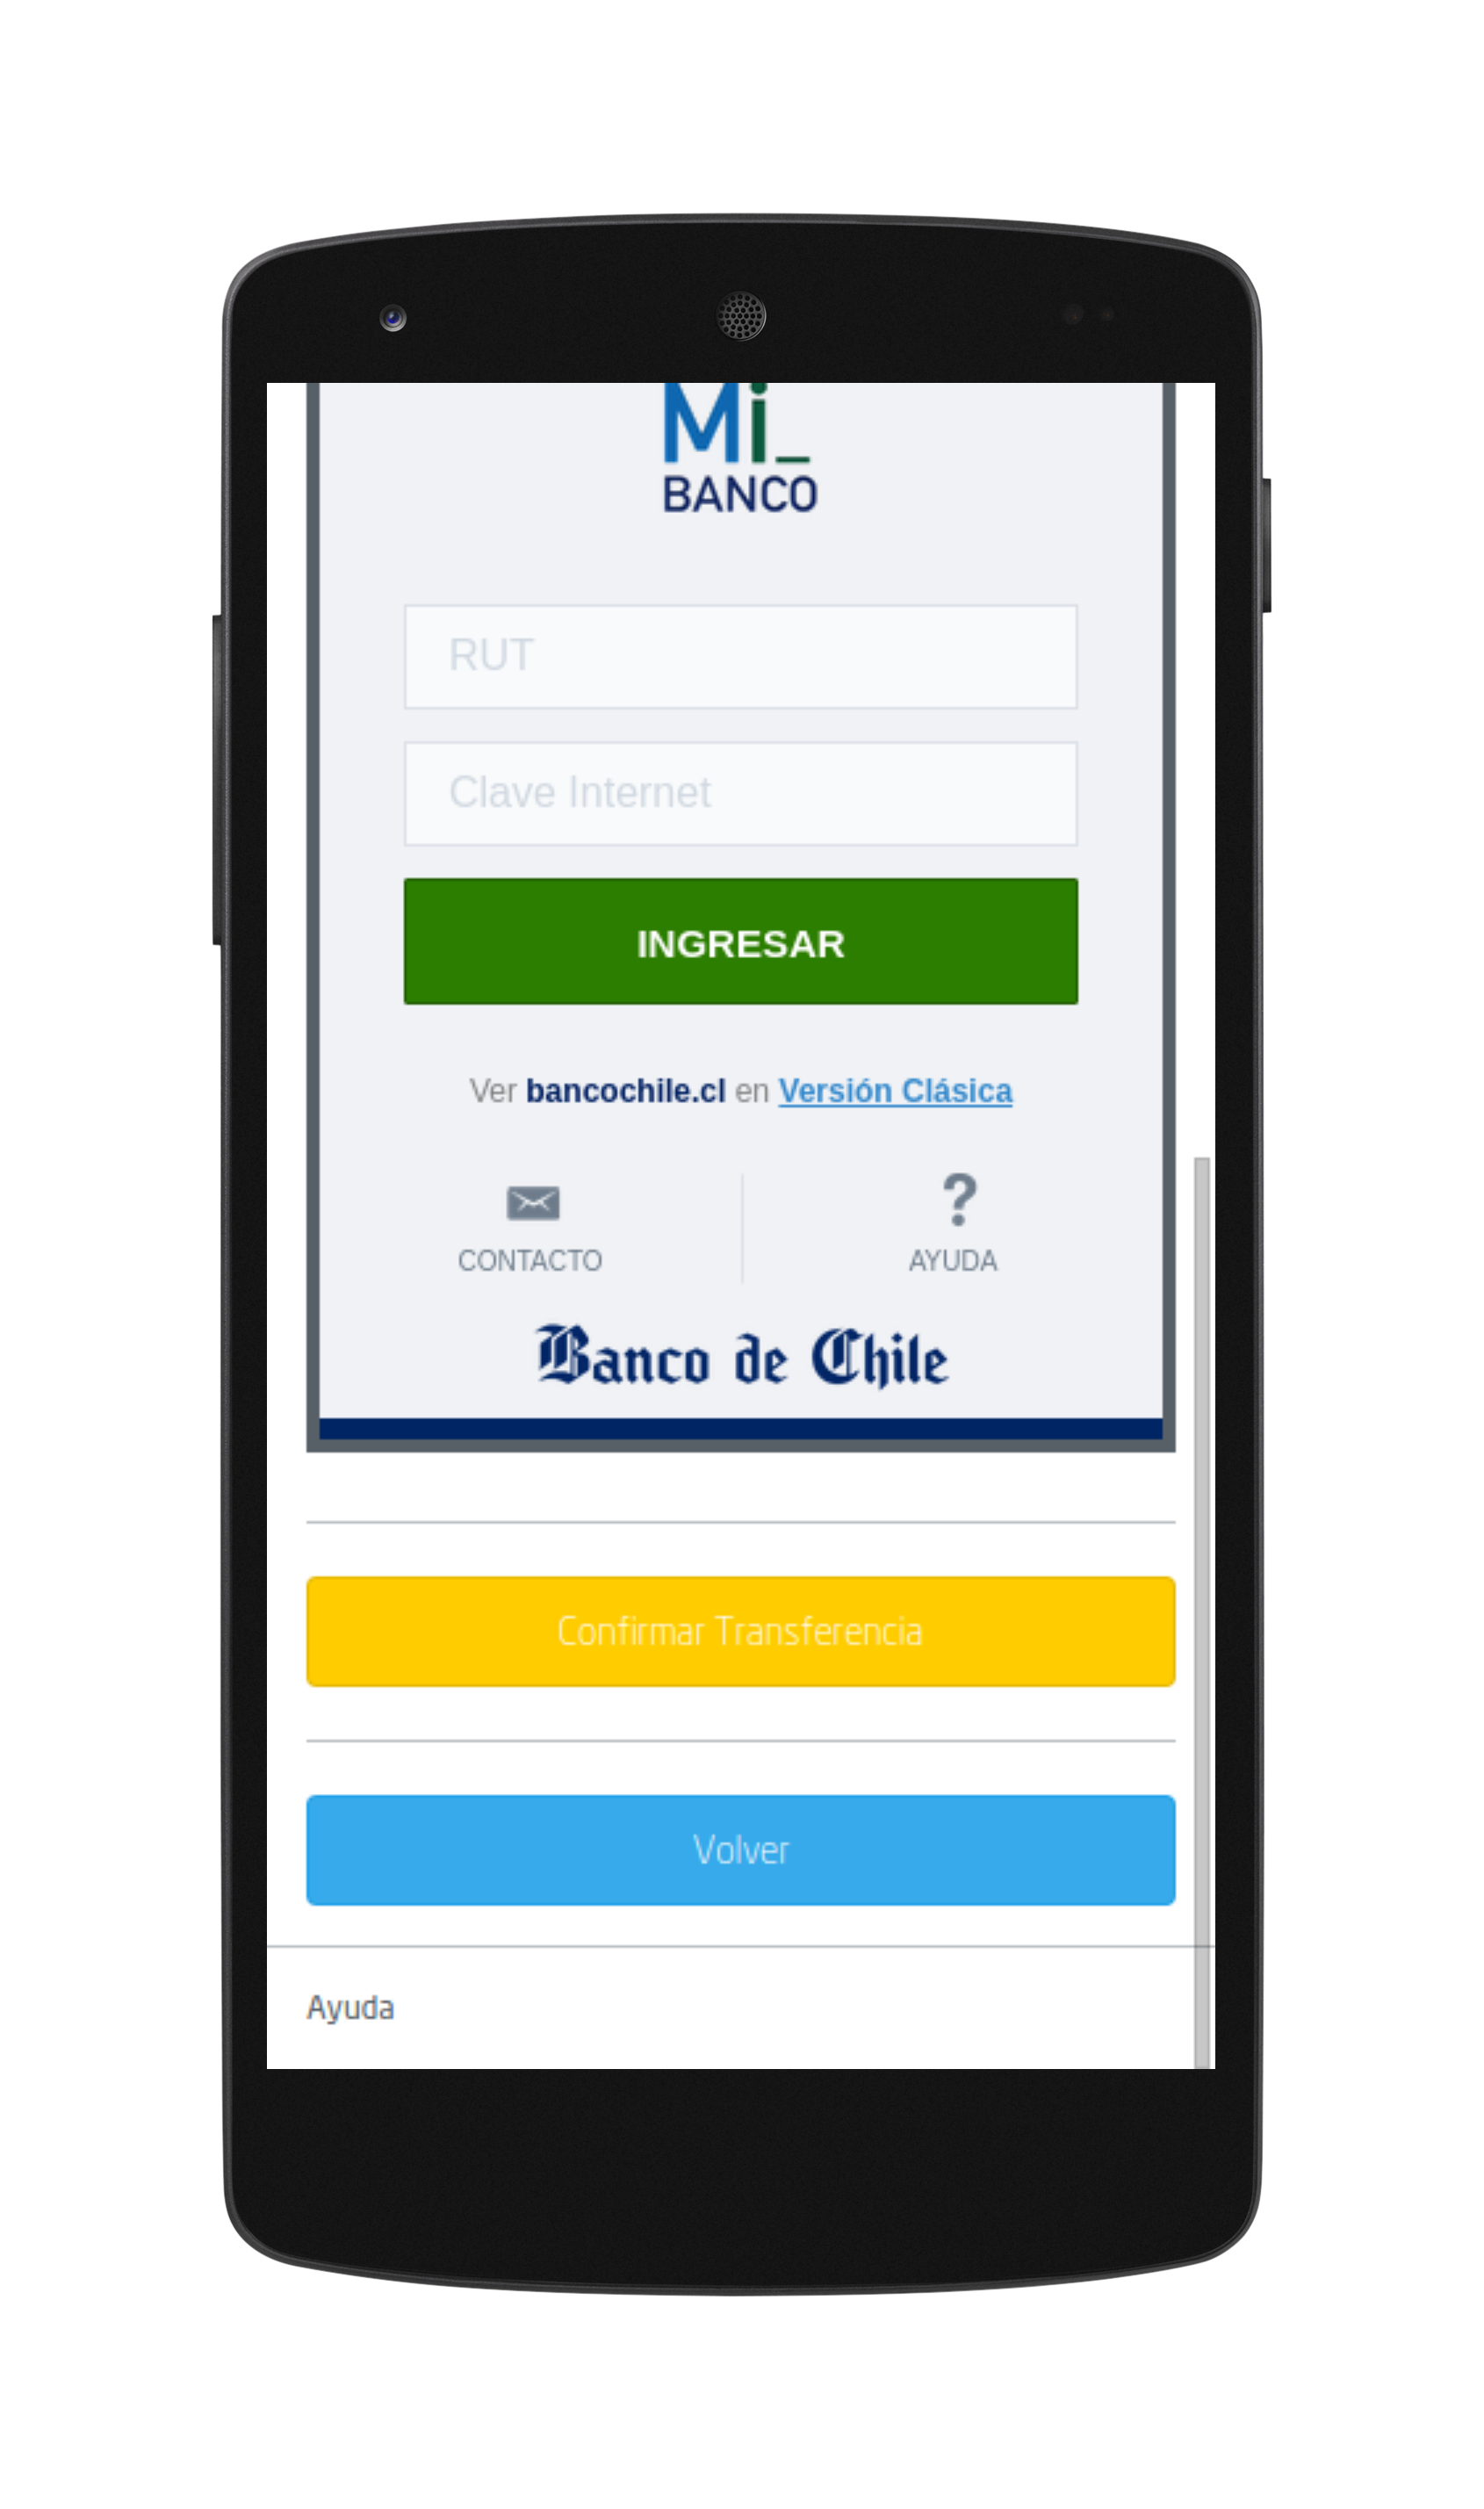 Mi_
BANCO
RUT
Clave Internet
INGRESAR
Ver bancochile.cl en Versión Clásica
CONTACTO
AYUDA
Banco de Chile
Confirmar Transferencia
Volver
Ayuda